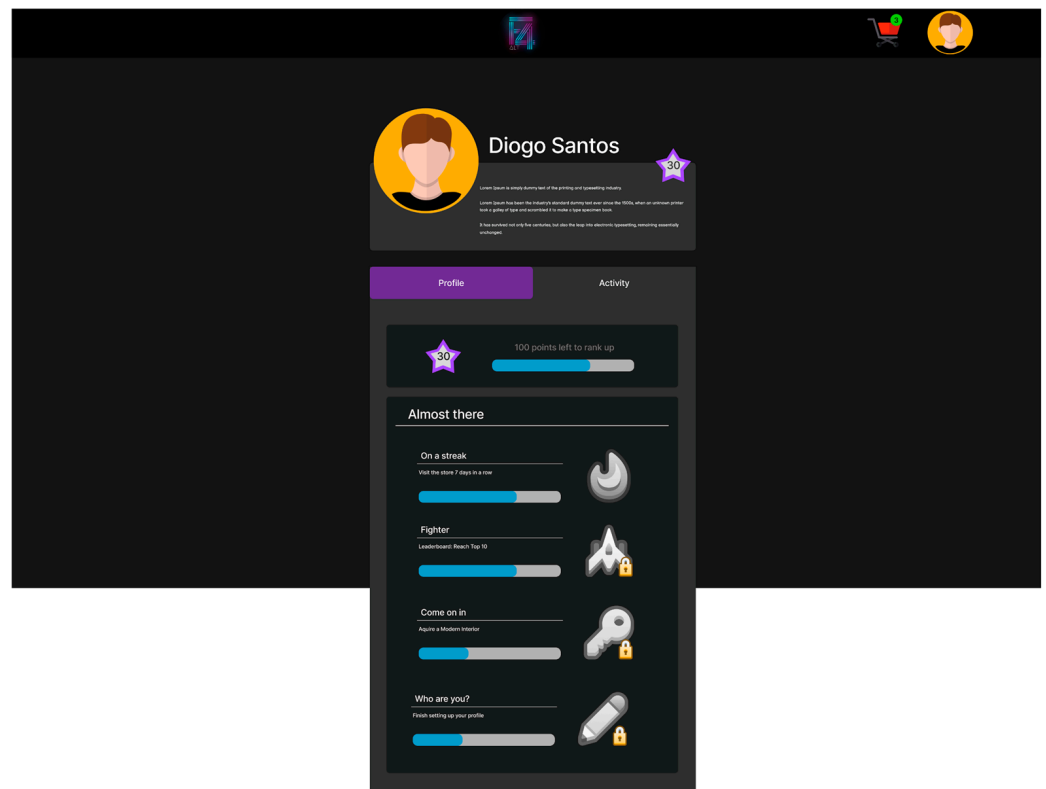 3
Diogo Santos
30
Lorem Ipsum is simply dummy text of the printing and typesetting industry.
Lorem Ipsum has been the industry's standard dummy text ever since the 1500s, when an unknown printer
took a galley of type and scrambled it to make a type specimen book.
It has survived not only five centuries, but also the leap into electronic typesetting, remaining essentially
unchanged.
Profile
Activity
30
100 points left to rank up
Almost there
On a streak
Visit the store 7 days in a row
Fighter
Leaderboard: Reach Top 10
Come on in
Aquire a Modern Interior
Who are you?
Finish setting up your profile